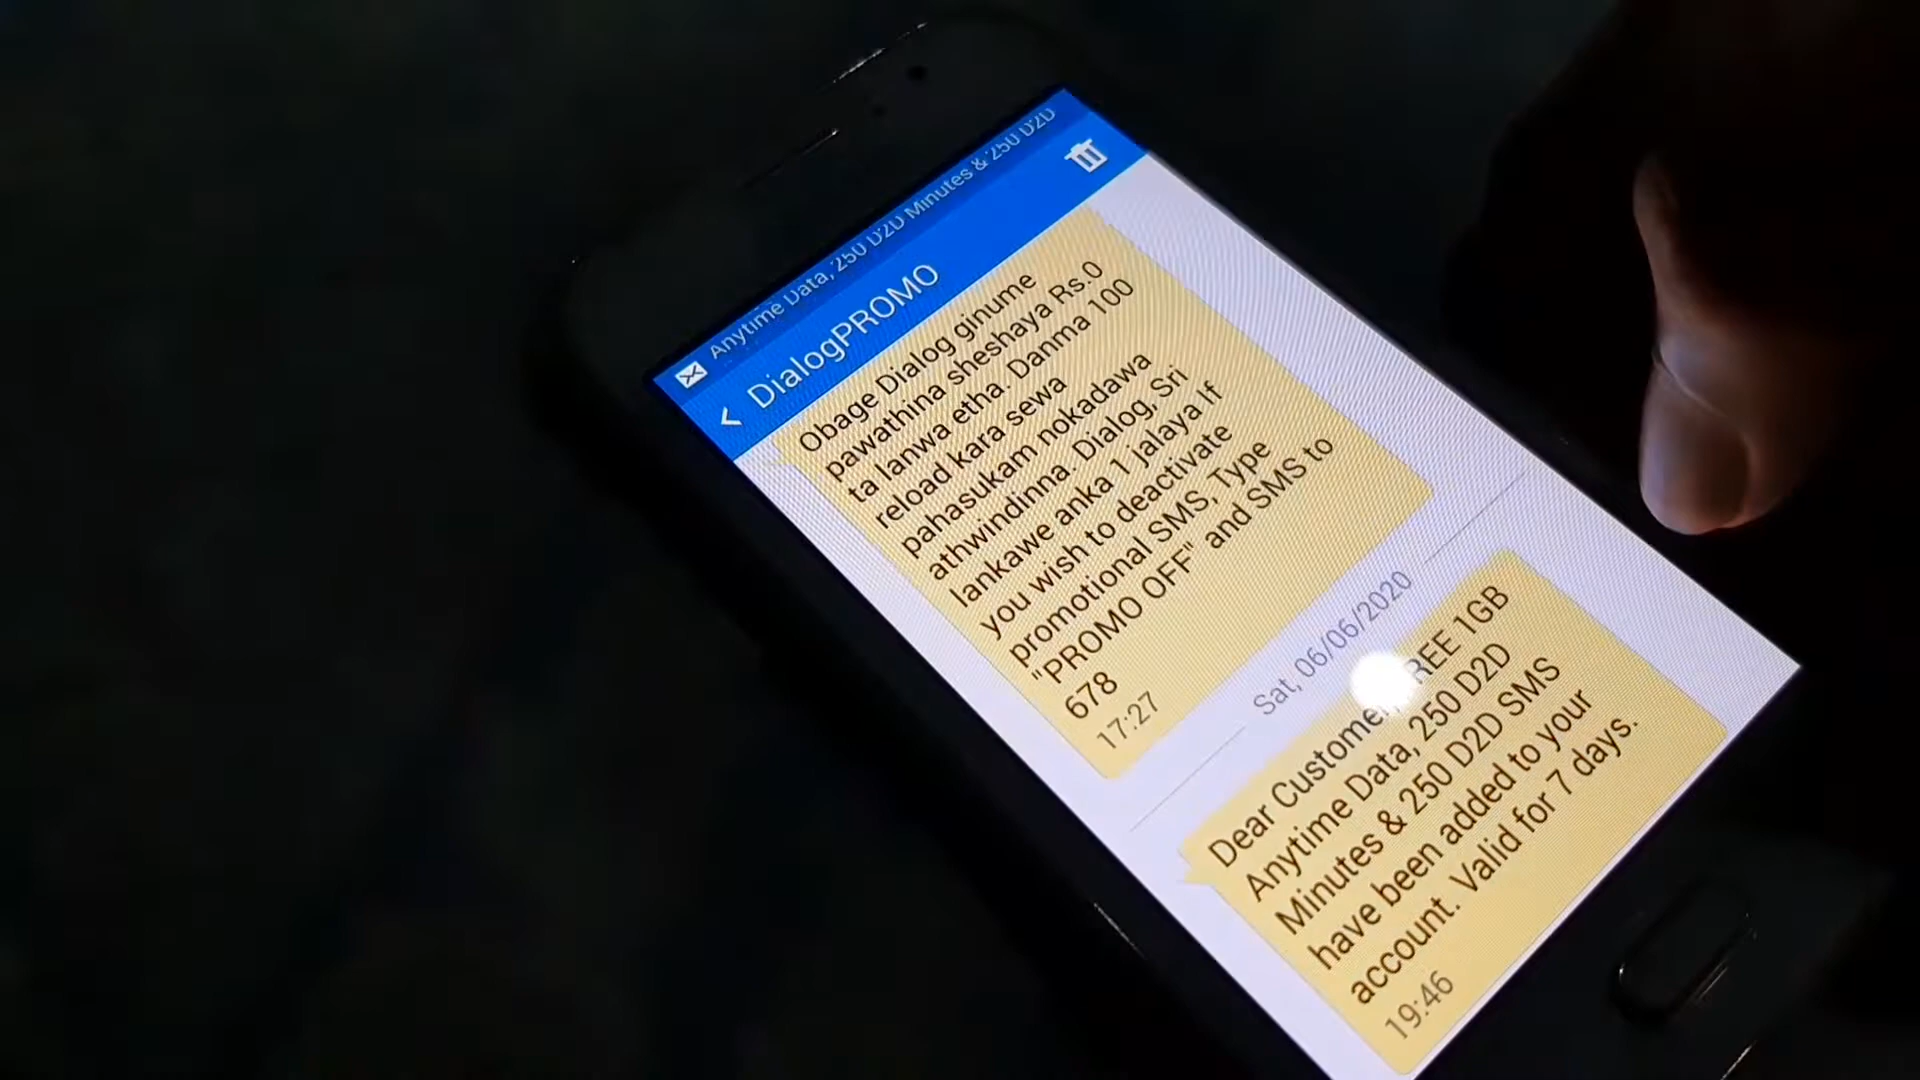 Anytime Data, 250 D2D Minutes & 250 D2D
DialogPROMO
Obage Dialog ginume
pawathina sheshaya Rs.0
ta lanwa etha. Danma 100
reload kara sewa
pahasukam nokadawa
athwindinna. Dialog, Sri
lankawe anka 1 jalaya If
you wish to deactivate
promotional SMS, Type
"PROMO OFF" and SMS to
678
17:27
Sat, 06/06/2020
Dear Customer, REE 1GB
Anytime Data, 250 D2D
Minutes & 250 D2D SMS
have been added to your
account. Valid for 7 days.
19:46